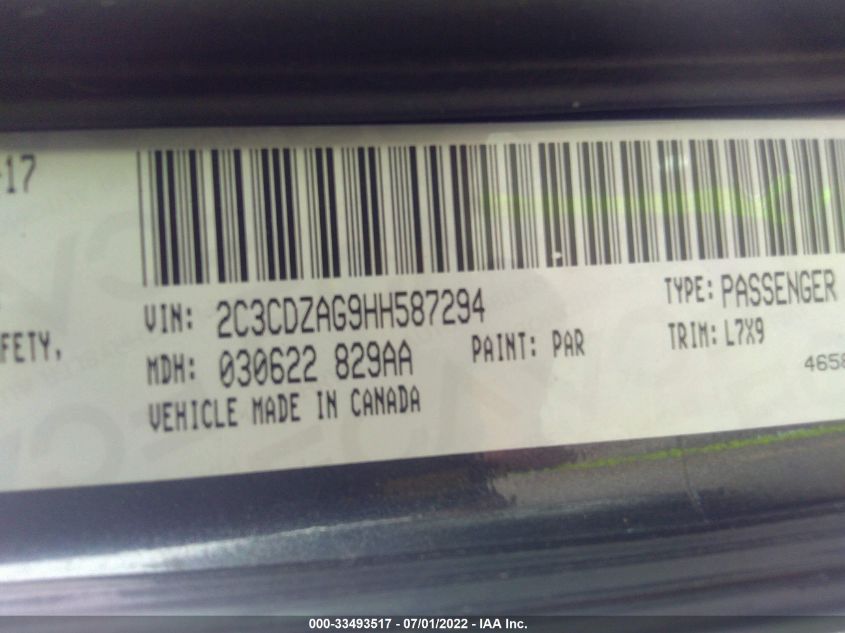 -17
VIN: 2C3CDZAG9HH587294
TYPE: PASSENGER
FETY,
MDH: 030622 829AA
PAINT: PAR
TRIM: L7X9
4658
VEHICLE MADE IN CANADA
000-33493517 - 07/01/2022 - IAA Inc.